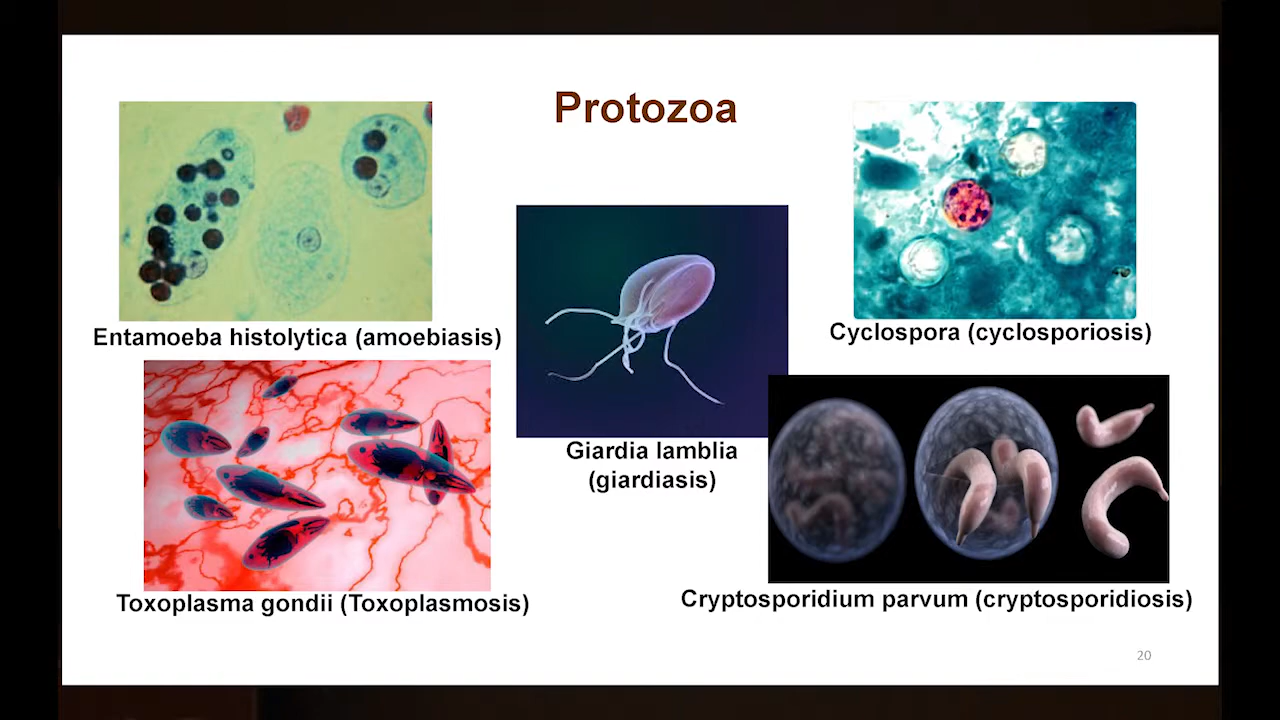 Protozoa
Entamoeba histolytica (amoebiasis)
Cyclospora (cyclosporiosis)
Giardia lamblia
(giardiasis)
Toxoplasma gondii (Toxoplasmosis)
Cryptosporidium parvum (cryptosporidiosis)
20